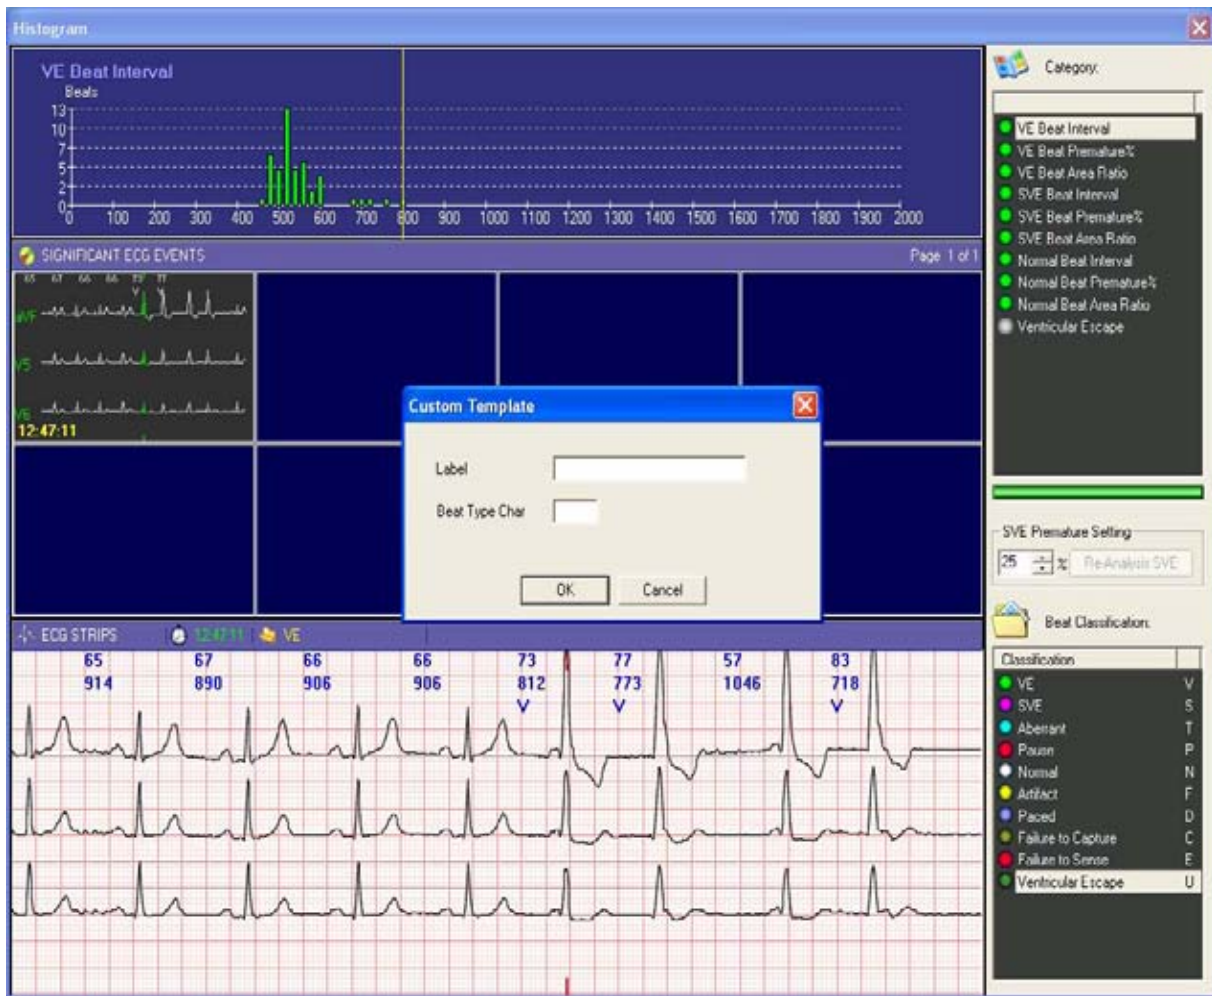 Histogram
VE Beat Interval
Beats
13
10
7
5
2
0
0 100 200 300 400 500 600 700 800 900 1000 1100 1200 1300 1400 1500 1600 1700 1800 1900 2000
SIGNIFICANT ECG EVENTS Page 1 of 1
65 67 66 66 73 77
aVF
V5
V6
12:47:11
Custom Template
Label
Beat Type Char
OK Cancel
ECG STRIPS 12:47:11 VE
65 67 66 66 73 77 57 83
914 890 906 906 812 773 1046 718
V V V
Category:
VE Beat Interval
VE Beat Premature%
VE Beat Area Ratio
SVE Beat Interval
SVE Beat Premature%
SVE Beat Area Ratio
Normal Beat Interval
Normal Beat Premature%
Normal Beat Area Ratio
Ventricular Escape
SVE Premature Setting
25 % Re-Analysis SVE
Beat Classification:
Classification
VE V
SVE S
Aberrant T
Pause P
Normal N
Artifact F
Paced D
Failure to Capture C
Failure to Sense E
Ventricular Escape U